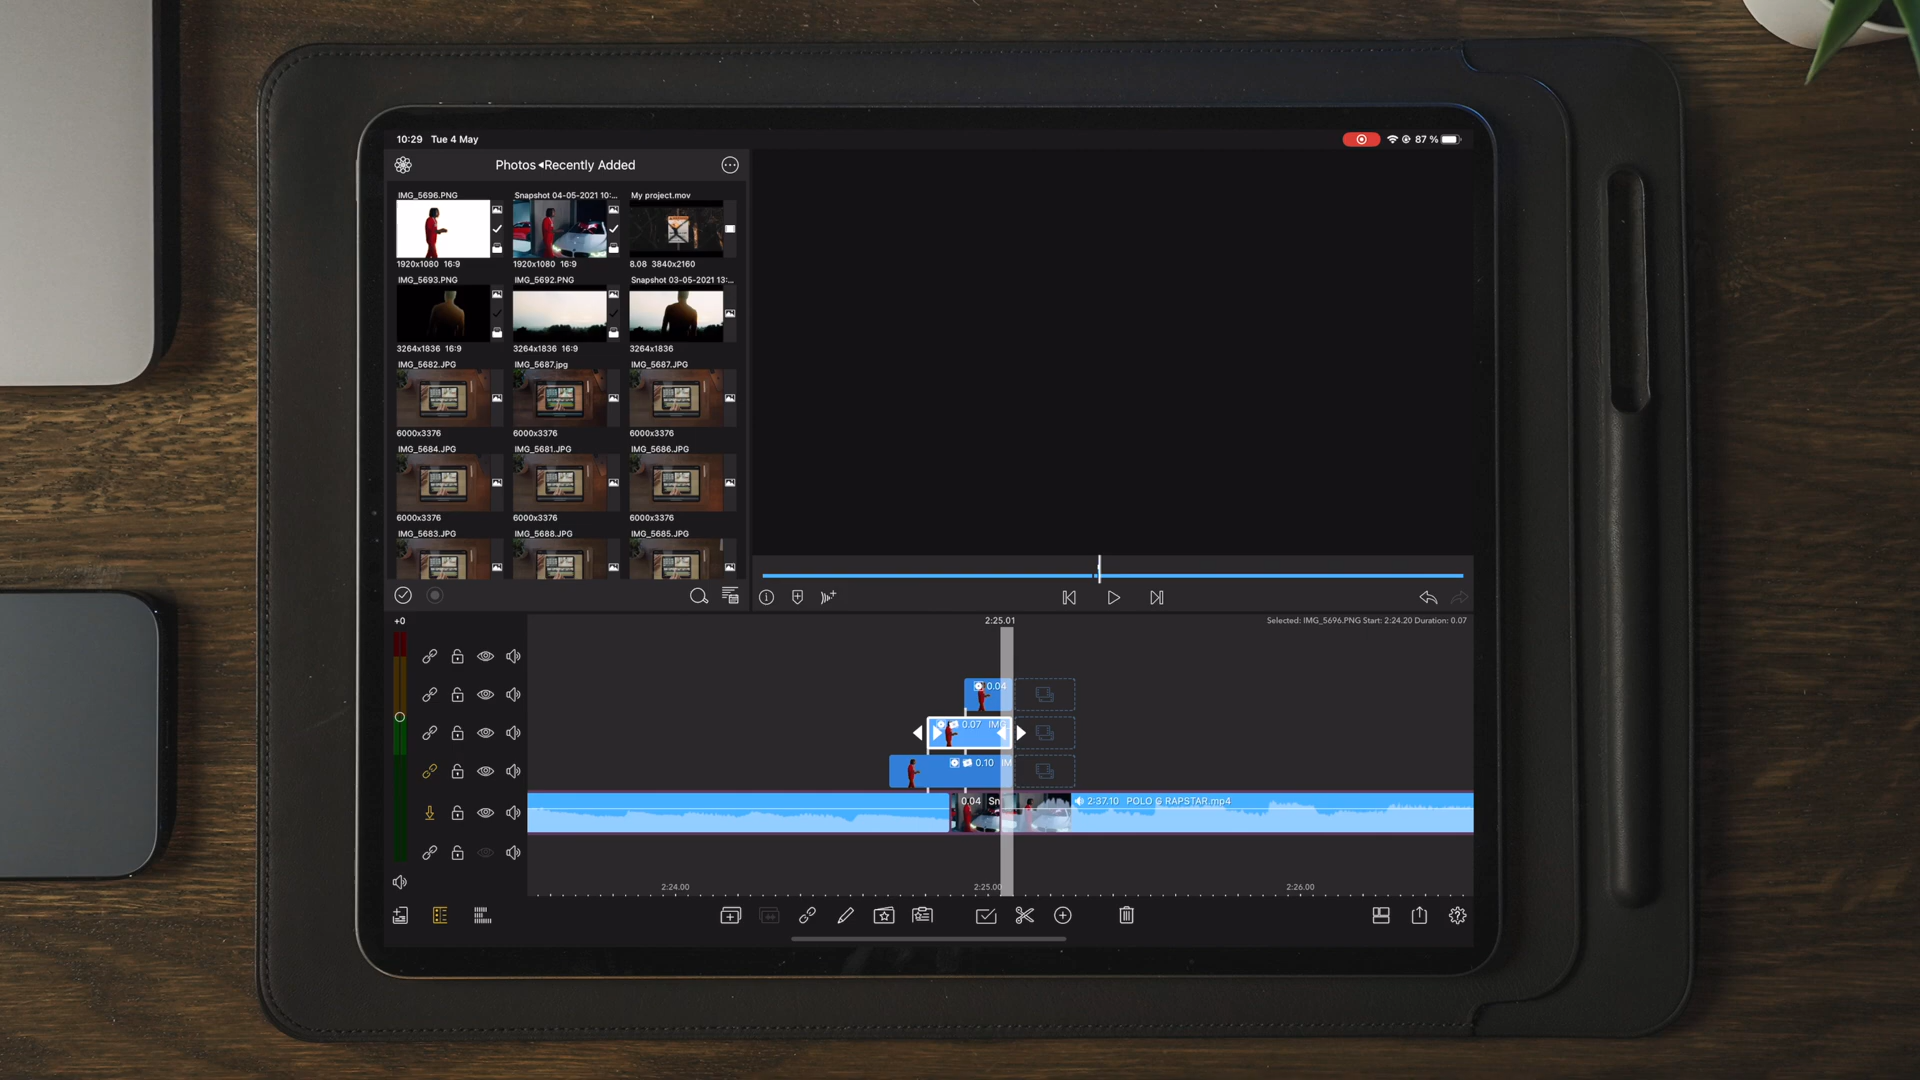 10:29 Tue 4 May
87 %
Photos ◂Recently Added
IMG_5696.PNG Snapshot 04-05-2021 10:... My project.mov
1920x1080 16:9 1920x1080 16:9 8.08 3840x2160
IMG_5693.PNG IMG_5692.PNG Snapshot 03-05-2021 13:...
3264x1836 16:9 3264x1836 16:9 3264x1836
IMG_5682.JPG IMG_5687.jpg IMG_5687.JPG
6000x3376 6000x3376 6000x3376
IMG_5684.JPG IMG_5681.JPG IMG_5686.JPG
6000x3376 6000x3376 6000x3376
IMG_5683.JPG IMG_5688.JPG IMG_5685.JPG
+0
2:25.01
Selected: IMG_5696.PNG Start: 2:24.20 Duration: 0.07
0.04
0.07 IMG
0.10 IM
0.04 Sn
2:37.10 POLO G RAPSTAR.mp4
2:24.00 2:25.00 2:26.00